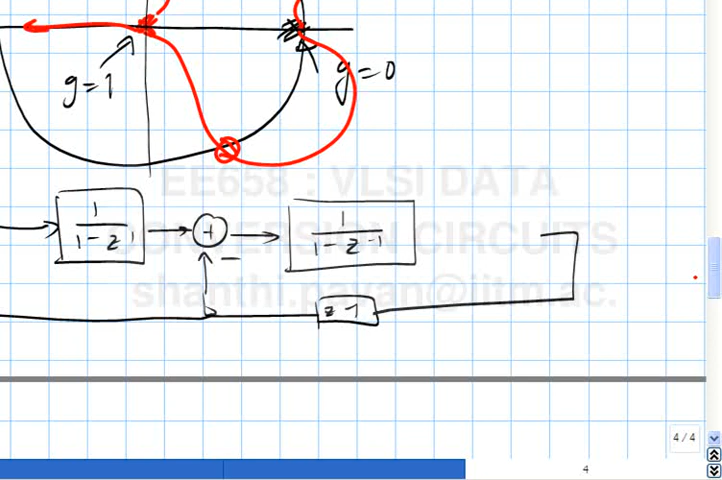 g=1
g=0
EE658 : VLSI DATA
CONVERSION CIRCUITS
shanthi.pavan@iitm.ac.
1
1-z-1
+
-
1
1-z-1
z-1
4/4
4